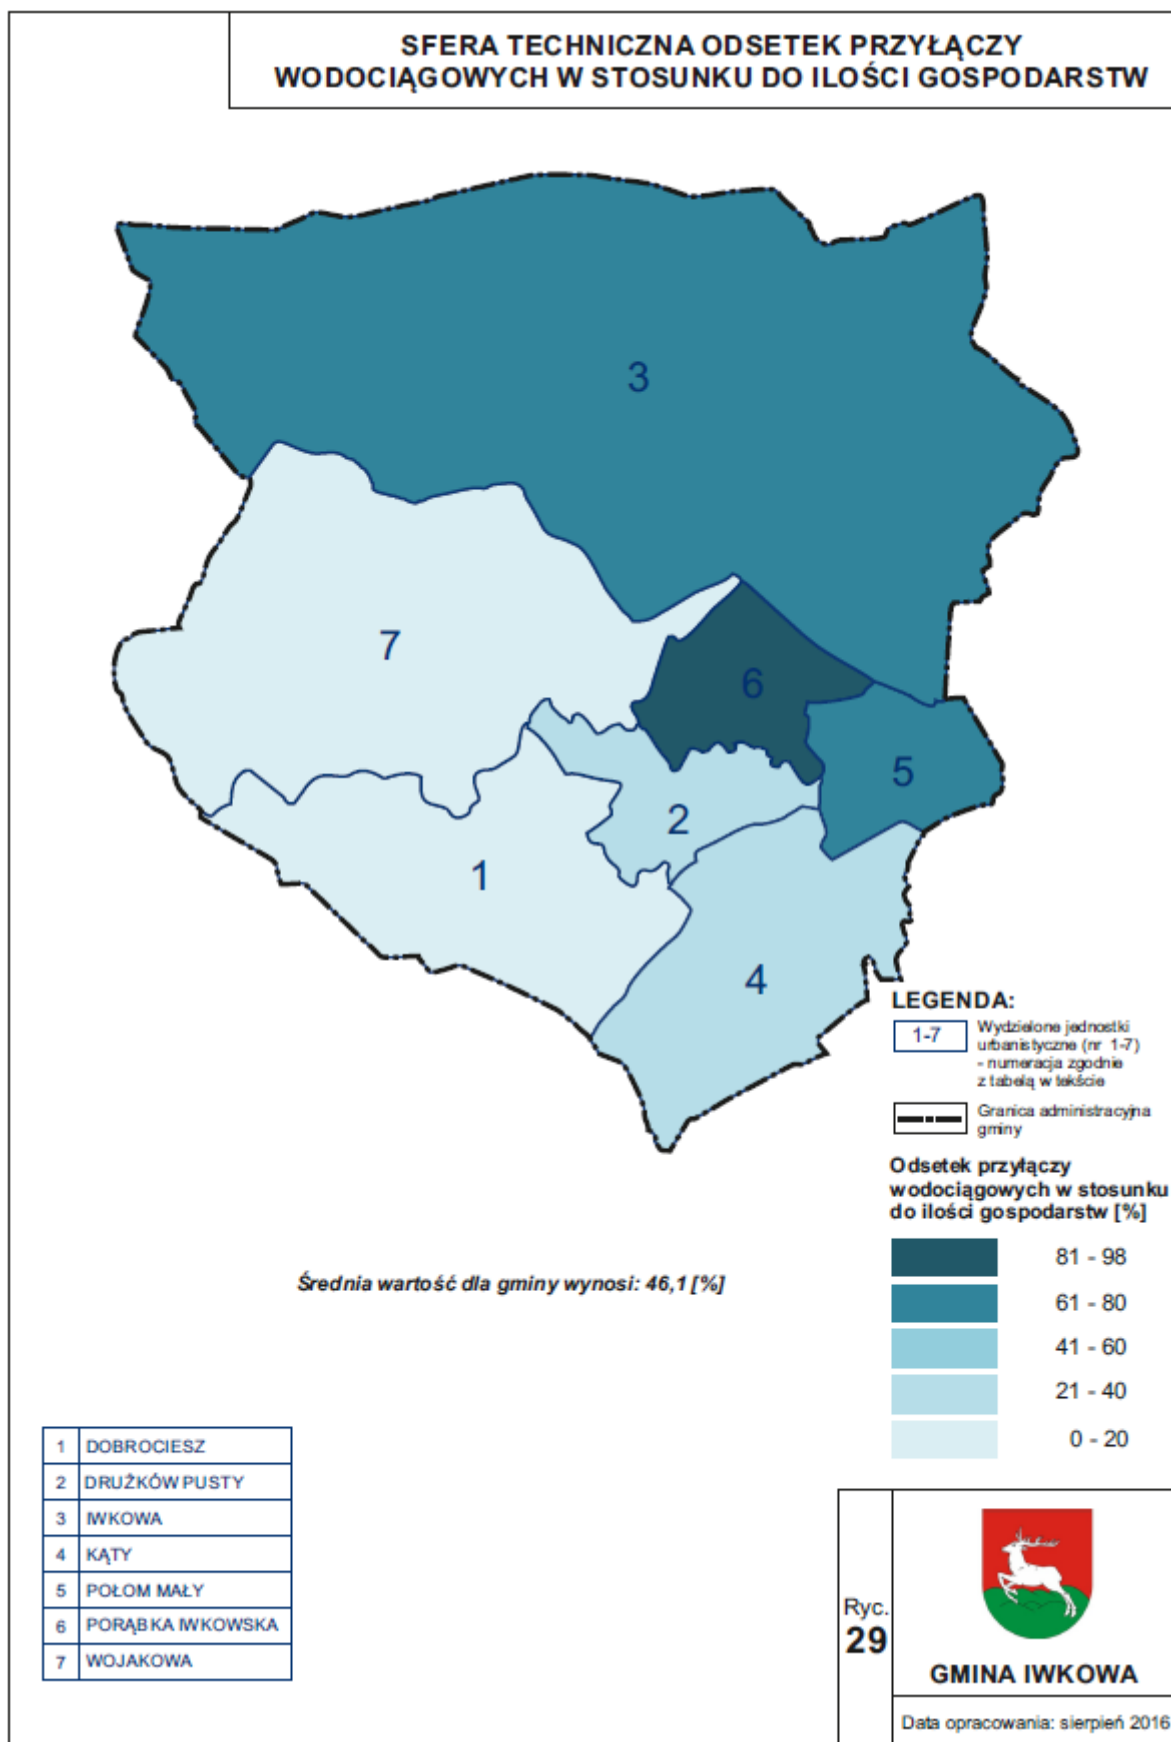 SFERA TECHNICZNA ODSETEK PRZYŁĄCZY
WODOCIĄGOWYCH W STOSUNKU DO ILOŚCI GOSPODARSTW
3
7
6
5
2
1
4
LEGENDA:
1-7
Wydzielone jednostki
urbanistyczne (nr 1-7)
- numeracja zgodnie
z tabelą w tekście
Granica administracyjna
gminy
Odsetek przyłączy
wodociągowych w stosunku
do ilości gospodarstw [%]
81 - 98
61 - 80
41 - 60
21 - 40
0 - 20
Średnia wartość dla gminy wynosi: 46,1 [%]
1 DOBROCIESZ
2 DRUŻKÓW PUSTY
3 IWKOWA
4 KĄTY
5 POŁOM MAŁY
6 PORĄBKA IWKOWSKA
7 WOJAKOWA
Ryc.
29
GMINA IWKOWA
Data opracowania: sierpień 2016